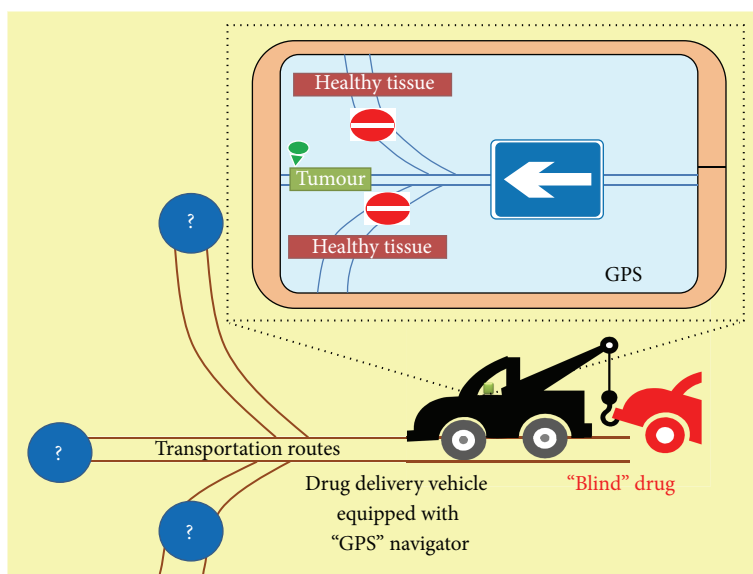 Healthy tissue
Tumour
Healthy tissue
GPS
?
?
Transportation routes
?
Drug delivery vehicle
equipped with
“GPS” navigator
“Blind” drug